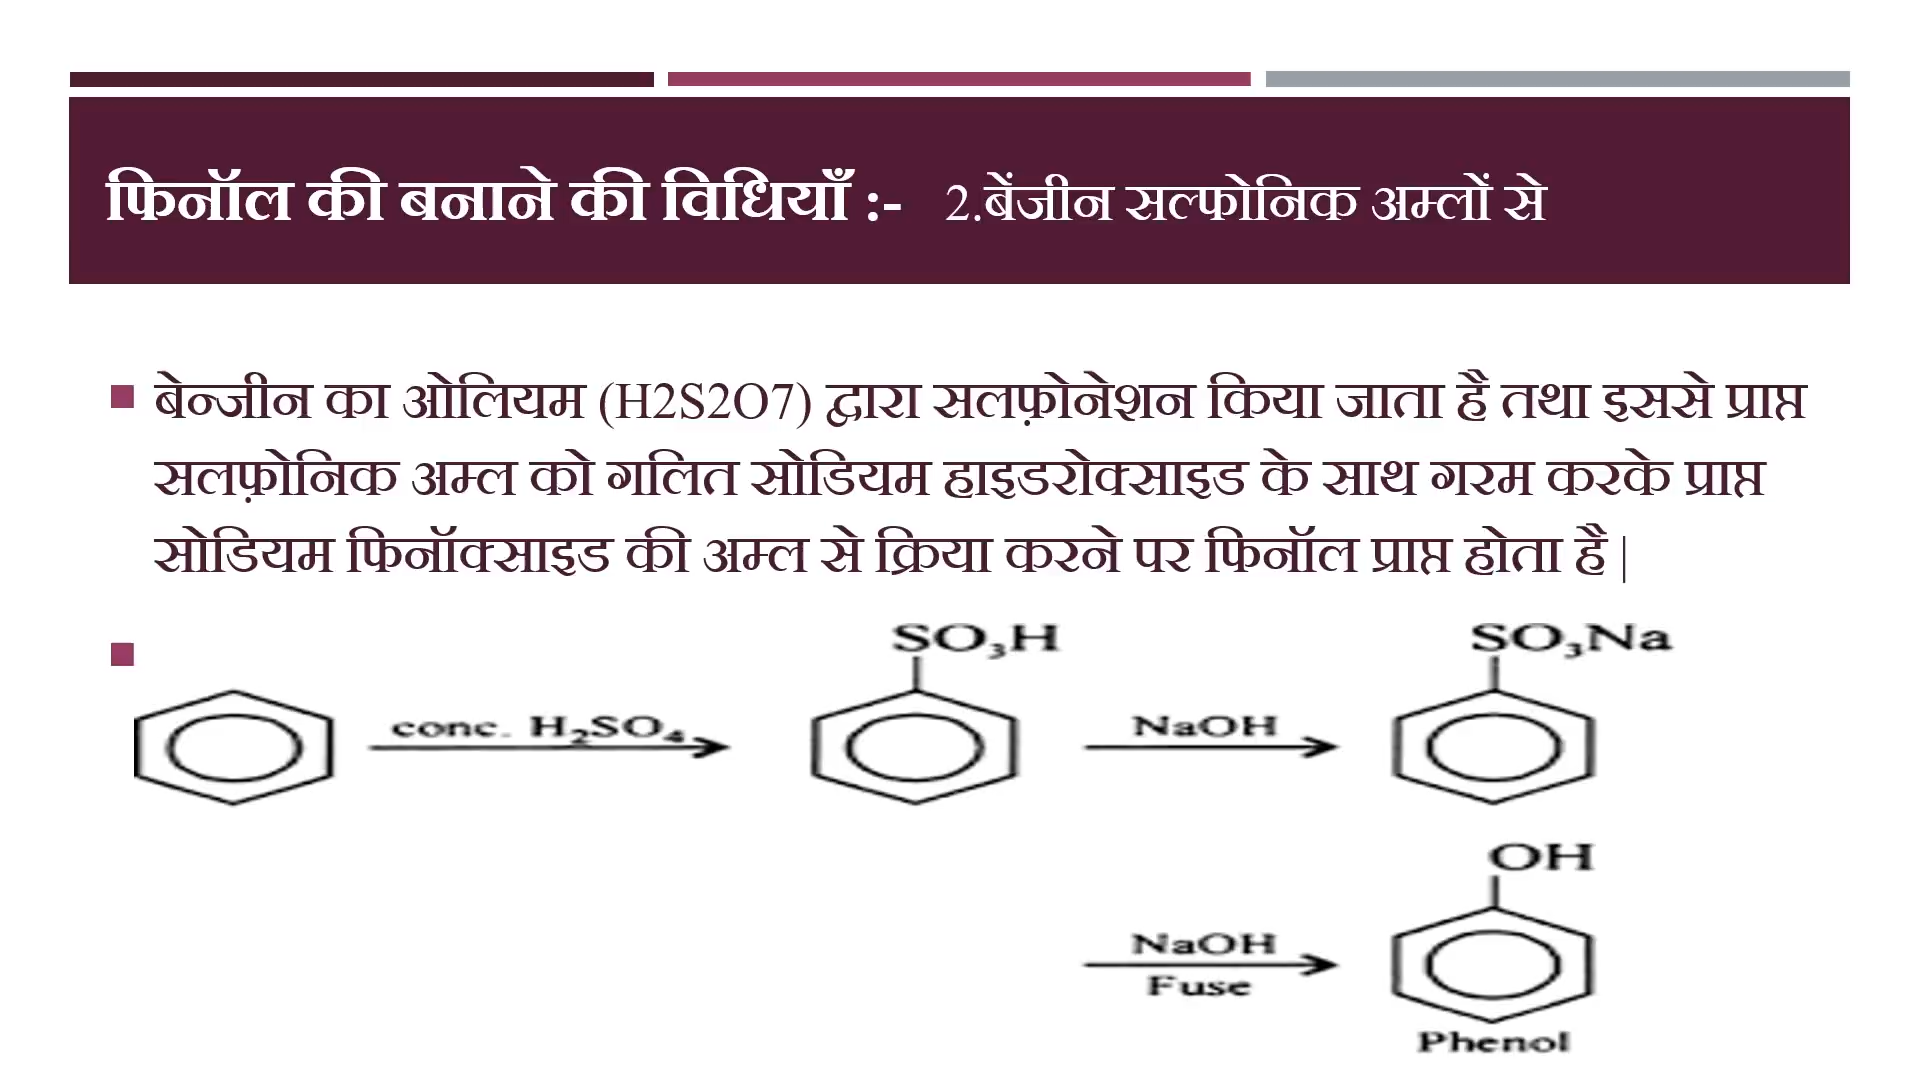 फिनॉल की बनाने की विधियाँ :- 2.बेंजीन सल्फोनिक अम्लों से
बेन्जीन का ओलियम (H2S2O7) द्वारा सलफ़ोनेशन किया जाता है तथा इससे प्राप्त
सलफ़ोनिक अम्ल को गलित सोडियम हाइडरोक्साइड के साथ गरम करके प्राप्त
सोडियम फिनॉक्साइड की अम्ल से क्रिया करने पर फिनॉल प्राप्त होता है |
SO₃H SO₃Na
conc. H₂SO₄ NaOH
OH
NaOH
Fuse
Phenol